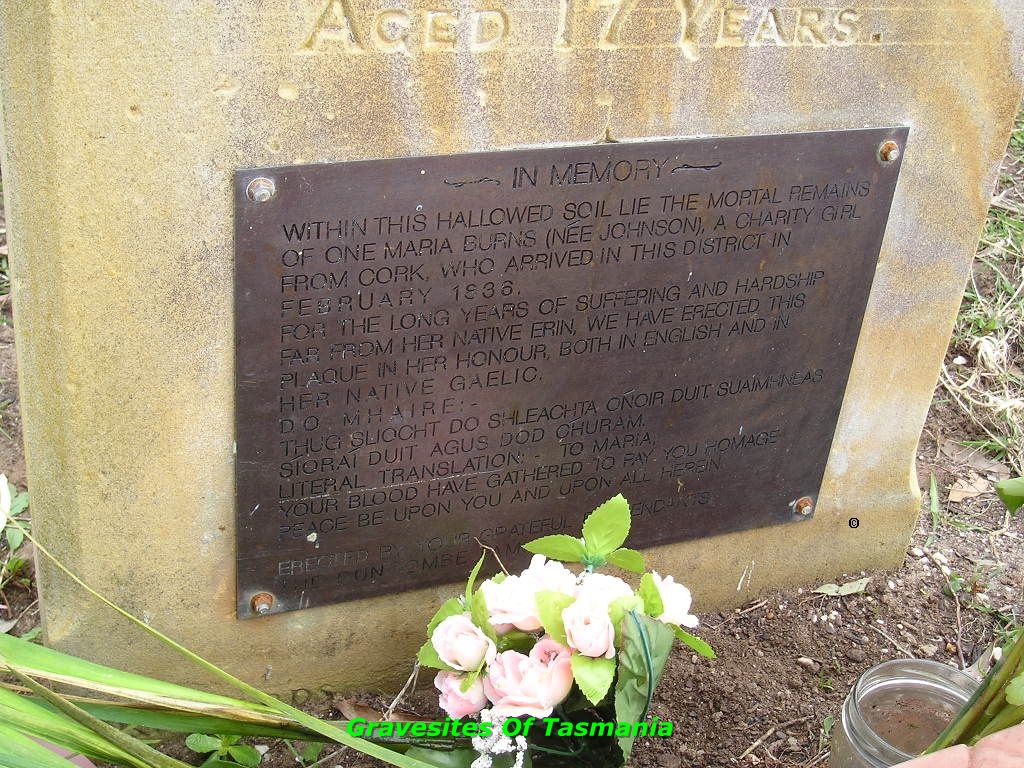 AGED 17 YEARS.
IN MEMORY
WITHIN THIS HALLOWED SOIL LIE THE MORTAL REMAINS
OF ONE MARIA BURNS (NÉE JOHNSON), A CHARITY GIRL
FROM CORK, WHO ARRIVED IN THIS DISTRICT IN
FEBRUARY 1836.
FOR THE LONG YEARS OF SUFFERING AND HARDSHIP
FAR FROM HER NATIVE ERIN, WE HAVE ERECTED THIS
PLAQUE IN HER HONOUR, BOTH IN ENGLISH AND IN
HER NATIVE GAELIC.
DO MHAIRE:-
THUG SLIOCHT DO SHLEACHTA OÑOIR DUIT SUAIMHNEAS
SIORAÍ DUIT AGUS DOD CHURAM.
LITERAL TRANSLATION:- TO MARIA,
YOUR BLOOD HAVE GATHERED TO PAY YOU HOMAGE
PEACE BE UPON YOU AND UPON ALL HEREIN.
ERECTED BY YOUR GRATEFUL
Gravesites Of Tasmania